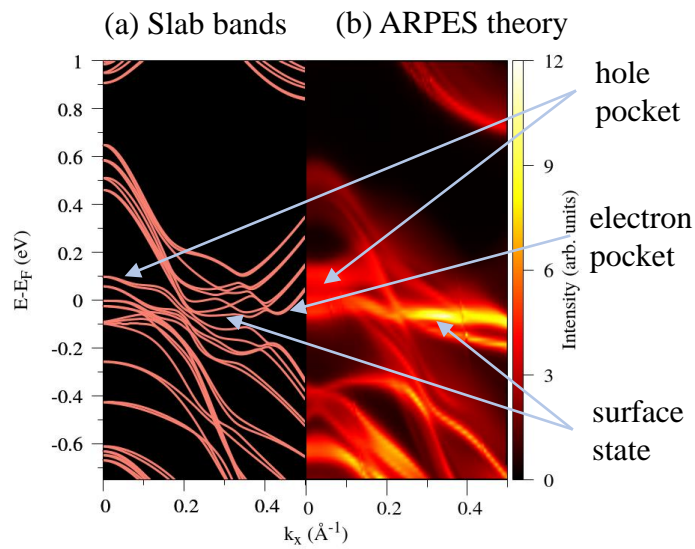 (a) Slab bands
(b) ARPES theory
1
0.8
0.6
0.4
0.2
0
-0.2
-0.4
-0.6
E-E_F (eV)
0
0.2
0.4
0
0.2
0.4
k_x (Å⁻¹)
12
9
6
3
0
Intensity (arb. units)
hole
pocket
electron
pocket
surface
state